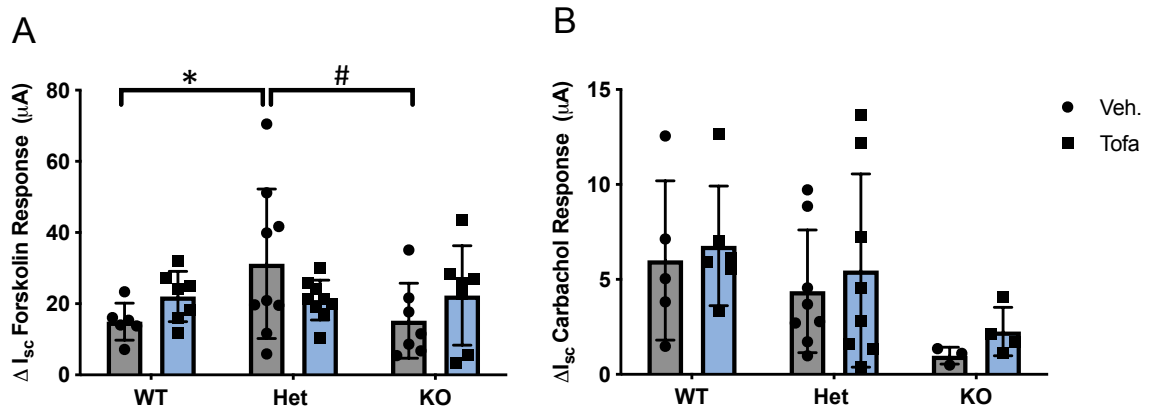 A
Δ Isc Forskolin Response (μA)
80
60
40
20
0
*
#
WT
Het
KO
B
ΔIsc Carbachol Response (μA)
15
10
5
0
WT
Het
KO
Veh.
Tofa